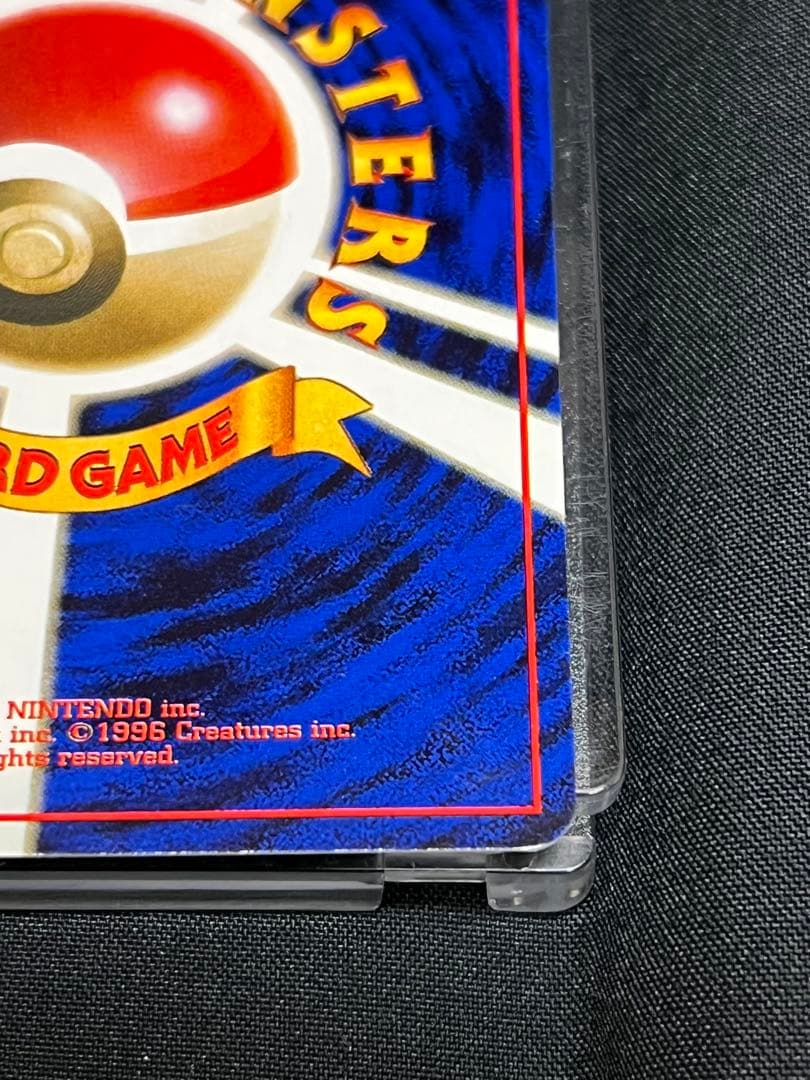 STERS
RD GAME
NINTENDO inc.
inc. ©1996 Creatures inc.
ghts reserved.